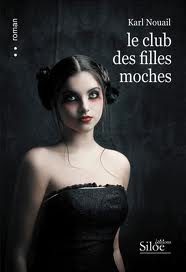 roman
Karl Nouail
le club
des filles
moches
éditions
Siloë